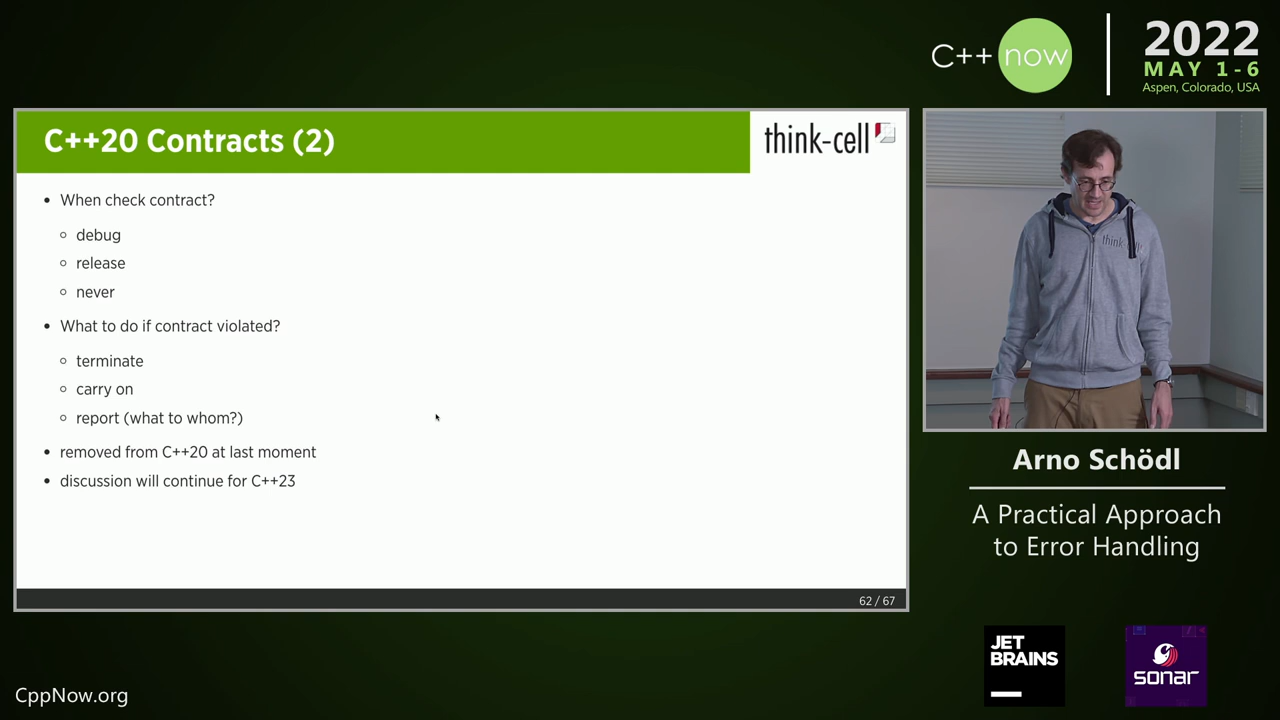 C++ now
2022
MAY 1-6
Aspen, Colorado, USA
C++20 Contracts (2)
think-cell
• When check contract?
debug
release
never
• What to do if contract violated?
terminate
carry on
report (what to whom?)
• removed from C++20 at last moment
• discussion will continue for C++23
62 / 67
think-cell
Arno Schödl
A Practical Approach
to Error Handling
JET
BRAINS
sonar
CppNow.org